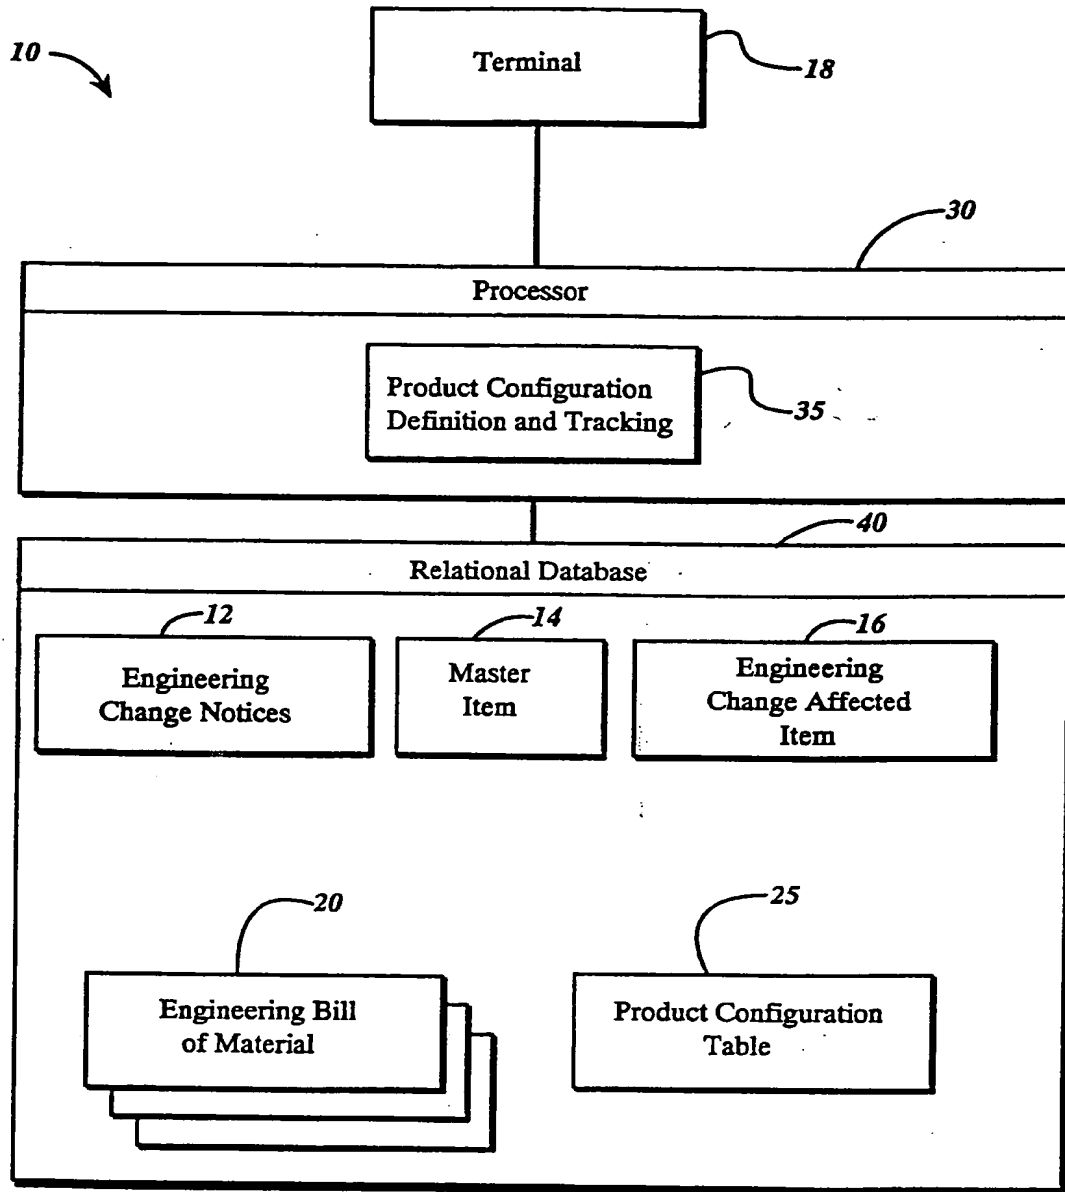 10
Terminal
18
30
Processor
Product Configuration
Definition and Tracking
35
40
Relational Database
12
14
16
Engineering
Change Notices
Master
Item
Engineering
Change Affected
Item
20
25
Engineering Bill
of Material
Product Configuration
Table